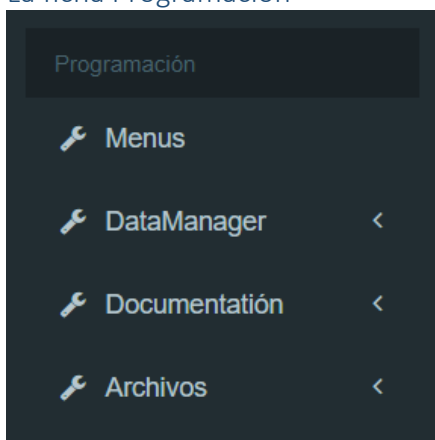 Programación
Menus
DataManager
Documentatión
Archivos